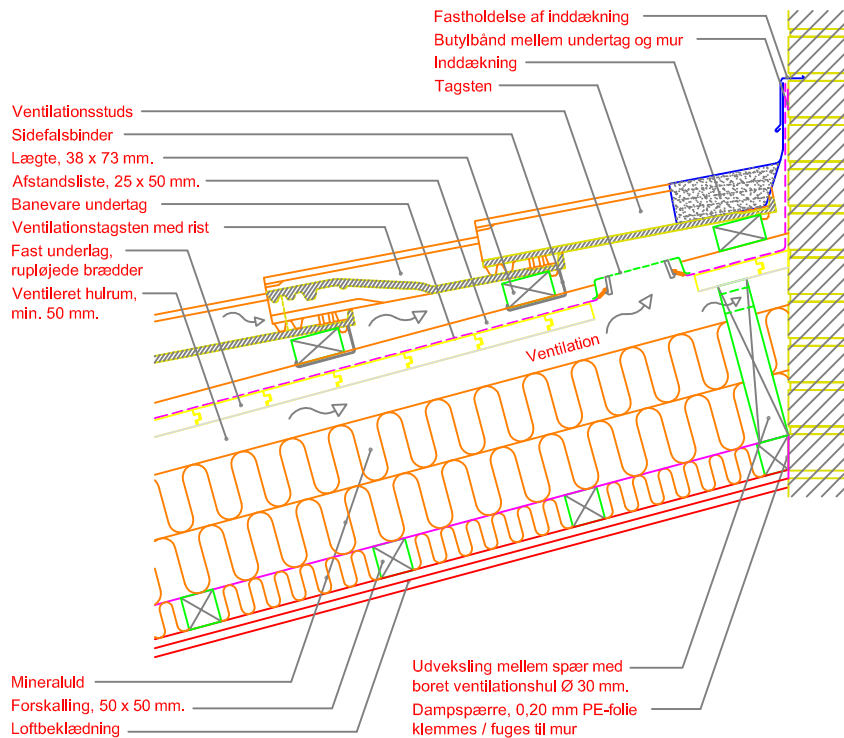 Fastholdelse af inddækning
Butylbånd mellem undertag og mur
Inddækning
Tagsten
Ventilationsstuds
Sidefalsbinder
Lægte, 38 x 73 mm.
Afstandsliste, 25 x 50 mm.
Banevare undertag
Ventilationstagsten med rist
Fast underlag,
rupløjede brædder
Ventileret hulrum,
min. 50 mm.
Ventilation
Mineraluld
Forskalling, 50 x 50 mm.
Loftbeklædning
Udveksling mellem spær med
boret ventilationshul Ø 30 mm.
Dampspærre, 0,20 mm PE-folie
klemmes / fuges til mur